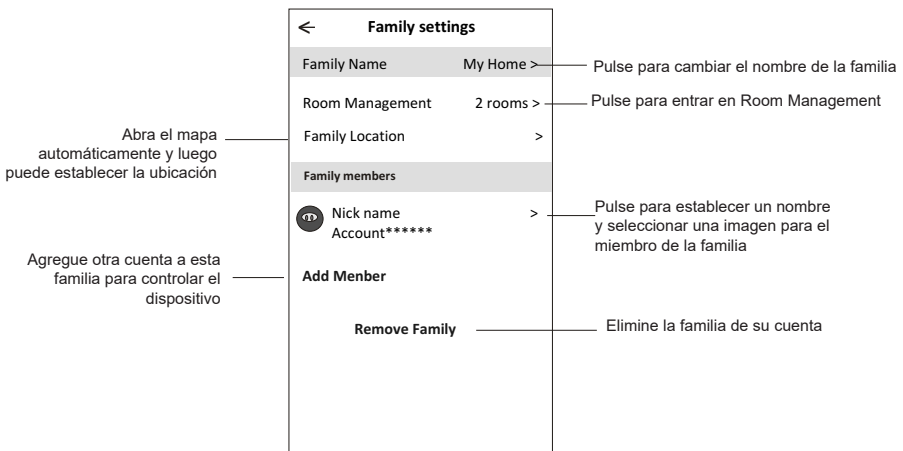 ← Family settings
Family Name My Home >
Pulse para cambiar el nombre de la familia
Room Management 2 rooms >
Pulse para entrar en Room Management
Abra el mapa
automáticamente y luego
puede establecer la ubicación
Family Location >
Family members
Nick name >
Account******
Pulse para establecer un nombre
y seleccionar una imagen para el
miembro de la familia
Agregue otra cuenta a esta
familia para controlar el
dispositivo
Add Menber
Remove Family
Elimine la familia de su cuenta